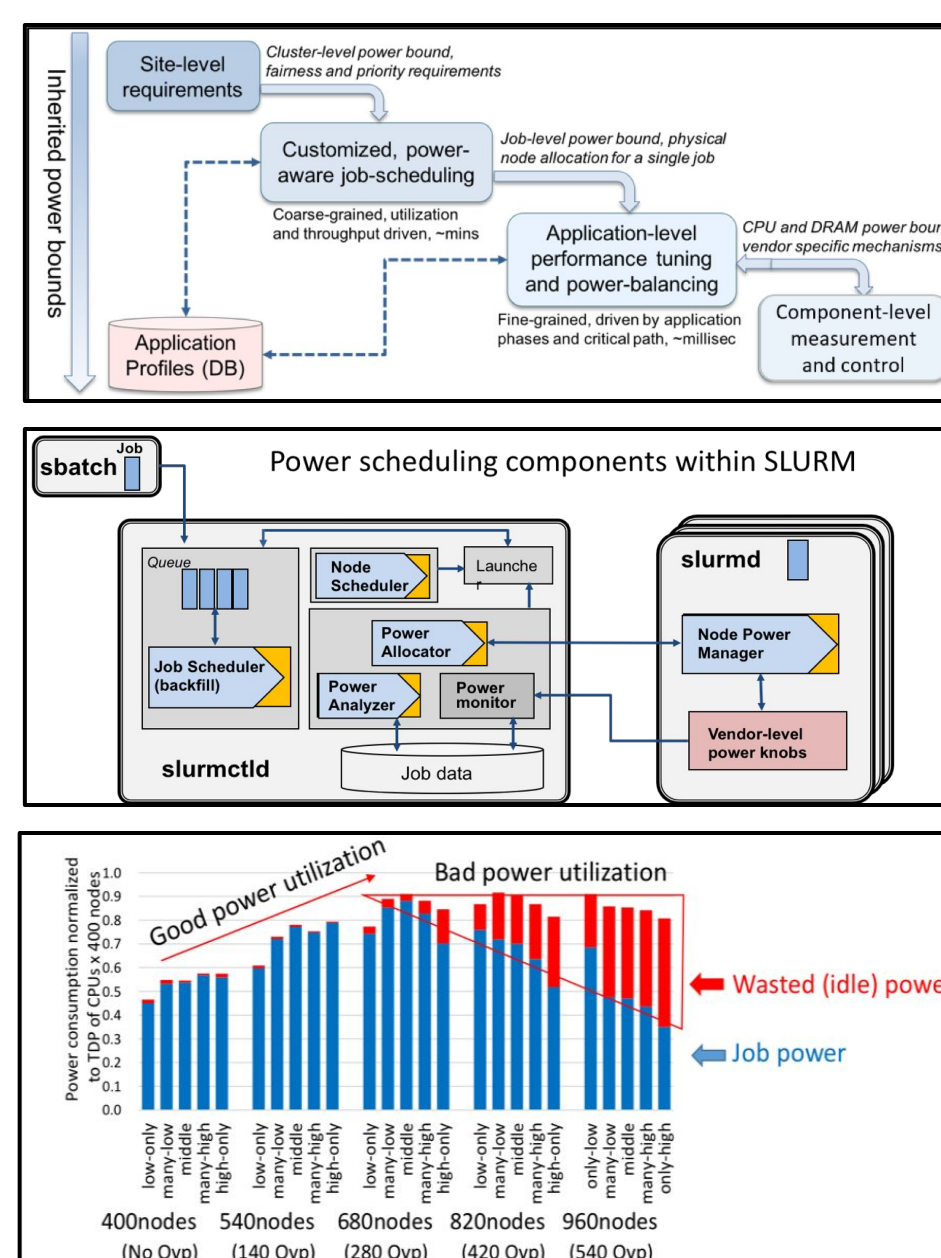 Inherited power bounds
Site-level
requirements
Cluster-level power bound,
fairness and priority requirements
Customized, power-
aware job-scheduling
Job-level power bound, physical
node allocation for a single job
Coarse-grained, utilization
and throughput driven, ~mins
Application-level
performance tuning
and power-balancing
CPU and DRAM power boun
vendor specific mechanisms
Fine-grained, driven by application
phases and critical path, ~millisec
Component-level
measurement
and control
Application
Profiles (DB)
Power scheduling components within SLURM
sbatch
Job
Queue
Job Scheduler
(backfill)
Node
Scheduler
Launche
r
Power
Allocator
Power
Analyzer
Power
monitor
slurmctld
Job data
slurmd
Node Power
Manager
Vendor-level
power knobs
Power consumption normalized
to TDP of CPUs x 400 nodes
1.0
0.9
0.8
0.7
0.6
0.5
0.4
0.3
0.2
0.1
0.0
Good power utilization
Bad power utilization
Wasted (idle) powe
Job power
low-only
many-low
middle
many-high
high-only
low-only
many-low
middle
many-high
high-only
low-only
many-low
middle
many-high
high-only
low-only
many-low
middle
many-high
high-only
only-low
many-low
middle
many-high
only-high
400nodes 540nodes 680nodes 820nodes 960nodes
(No Ovp) (140 Ovp) (280 Ovp) (420 Ovp) (540 Ovp)